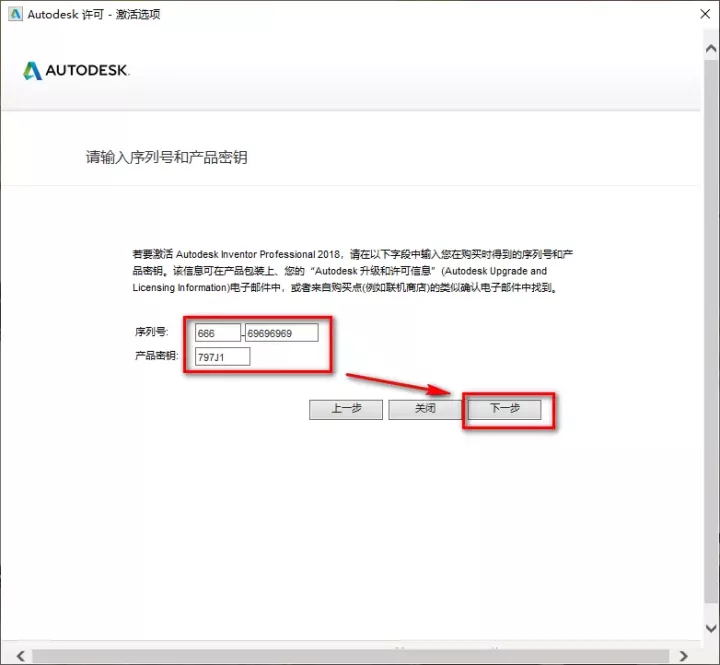 Autodesk 许可 - 激活选项
AUTODESK.
请输入序列号和产品密钥
若要激活 Autodesk Inventor Professional 2018，请在以下字段中输入您在购买时得到的序列号和产
品密钥。该信息可在产品包装上、您的“Autodesk 升级和许可信息”(Autodesk Upgrade and
Licensing Information)电子邮件中，或者来自购买点(例如联机商店)的类似确认电子邮件中找到。
序列号: 666 - 69696969
产品密钥: 797J1
上一步 关闭 下一步